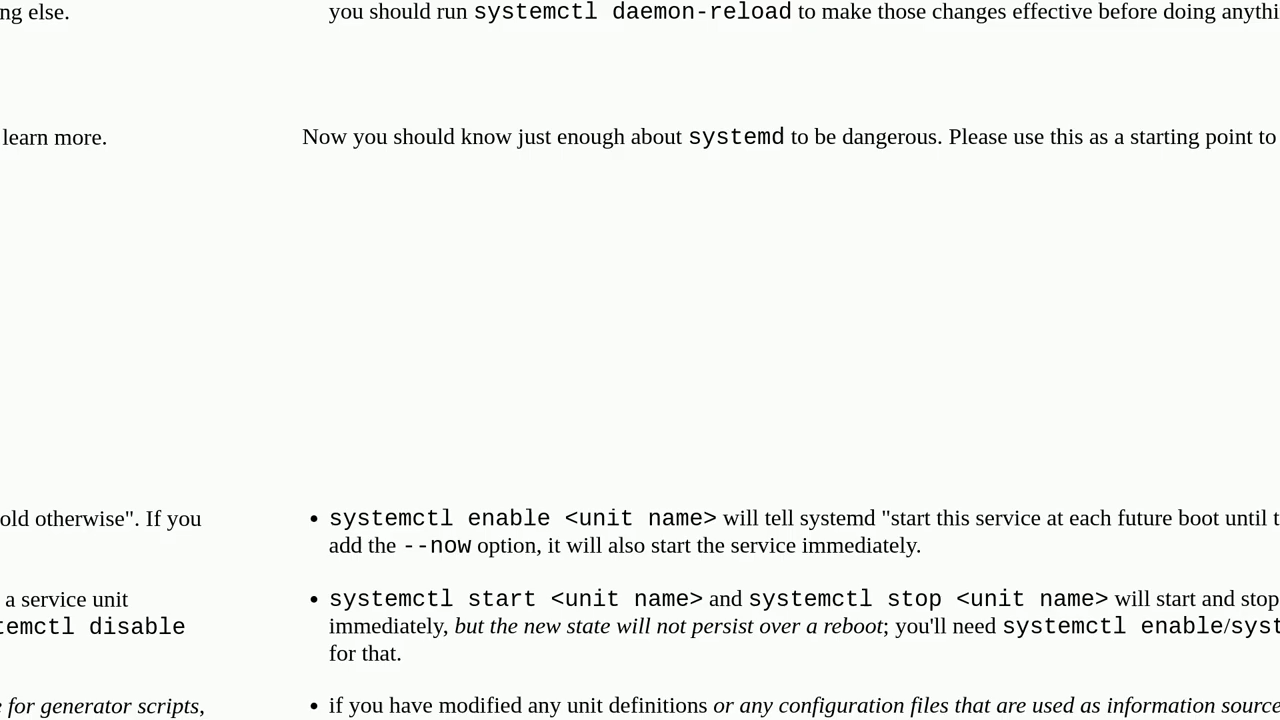 ng else.
you should run systemctl daemon-reload to make those changes effective before doing anythi
learn more.
Now you should know just enough about systemd to be dangerous. Please use this as a starting point to
old otherwise". If you
• systemctl enable <unit name> will tell systemd "start this service at each future boot until t
add the --now option, it will also start the service immediately.
a service unit
• systemctl start <unit name> and systemctl stop <unit name> will start and stop
temctl disable
immediately, but the new state will not persist over a reboot; you'll need systemctl enable/syst
for that.
e for generator scripts,
• if you have modified any unit definitions or any configuration files that are used as information source